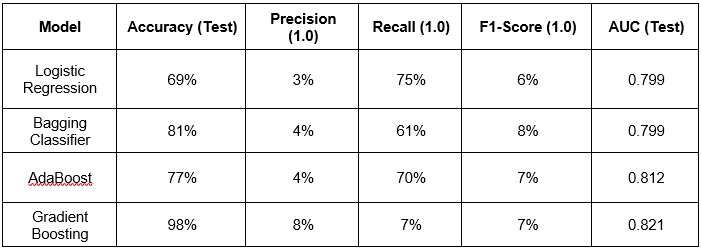 Model Accuracy (Test) Precision (1.0) Recall (1.0) F1-Score (1.0) AUC (Test)
Logistic Regression 69% 3% 75% 6% 0.799
Bagging Classifier 81% 4% 61% 8% 0.799
AdaBoost 77% 4% 70% 7% 0.812
Gradient Boosting 98% 8% 7% 7% 0.821